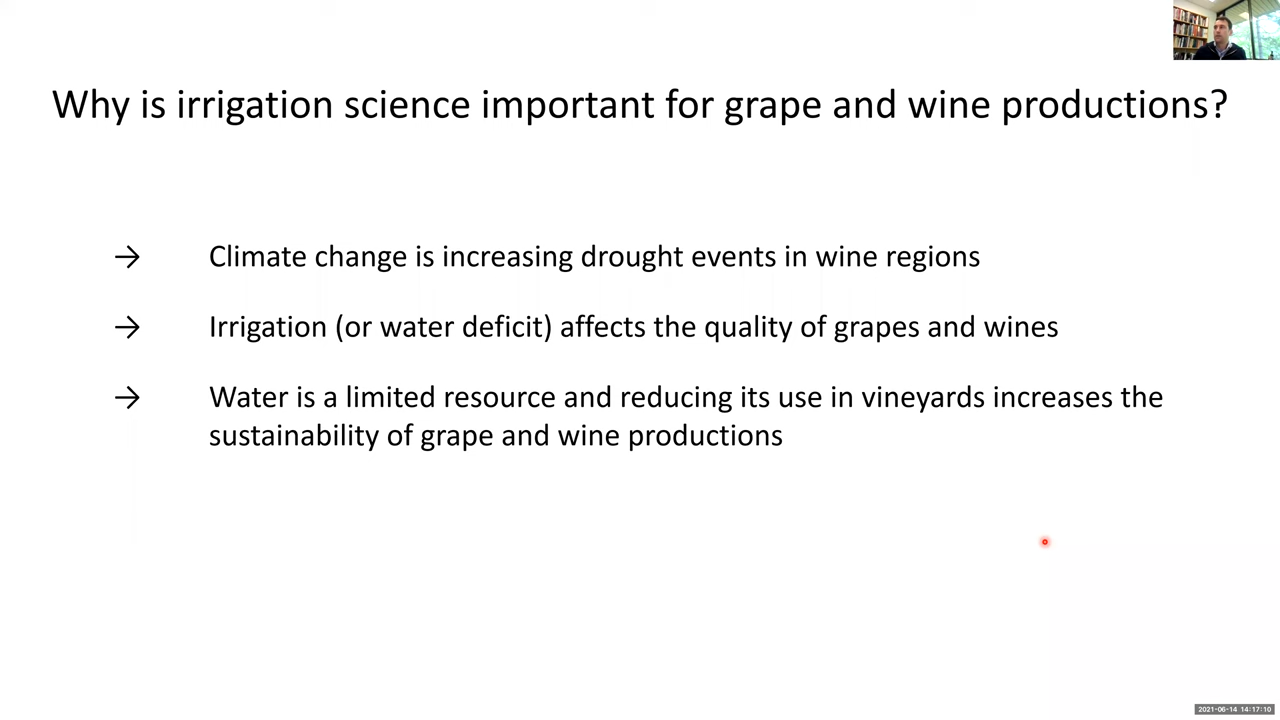 Why is irrigation science important for grape and wine productions?
→ Climate change is increasing drought events in wine regions
→ Irrigation (or water deficit) affects the quality of grapes and wines
→ Water is a limited resource and reducing its use in vineyards increases the
sustainability of grape and wine productions
2021-06-14 14:17:10